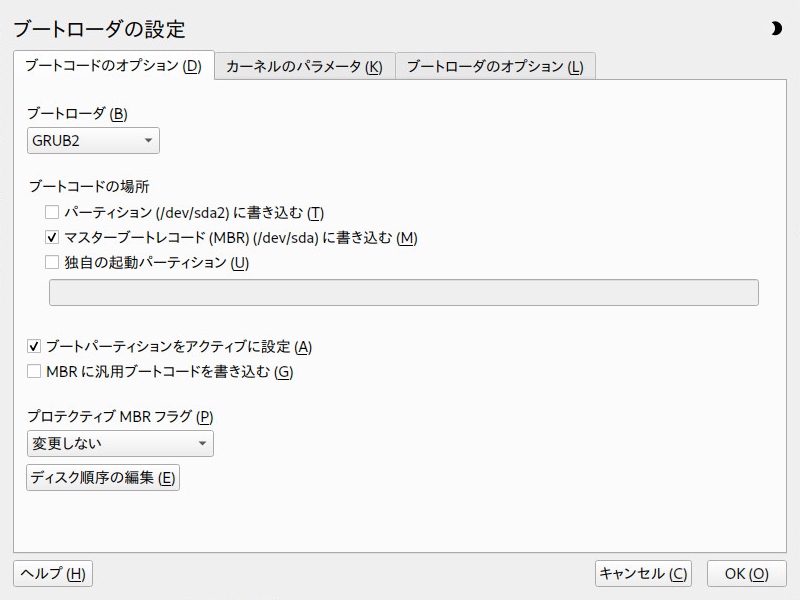 ブートローダの設定
ブートコードのオプション (D) カーネルのパラメータ (K) ブートローダのオプション (L)
ブートローダ (B)
GRUB2
ブートコードの場所
パーティション (/dev/sda2) に書き込む (T)
マスターブートレコード (MBR) (/dev/sda) に書き込む (M)
独自の起動パーティション (U)
ブートパーティションをアクティブに設定 (A)
MBR に汎用ブートコードを書き込む (G)
プロテクティブ MBR フラグ (P)
変更しない
ディスク順序の編集 (E)
ヘルプ (H) キャンセル (C) OK (O)